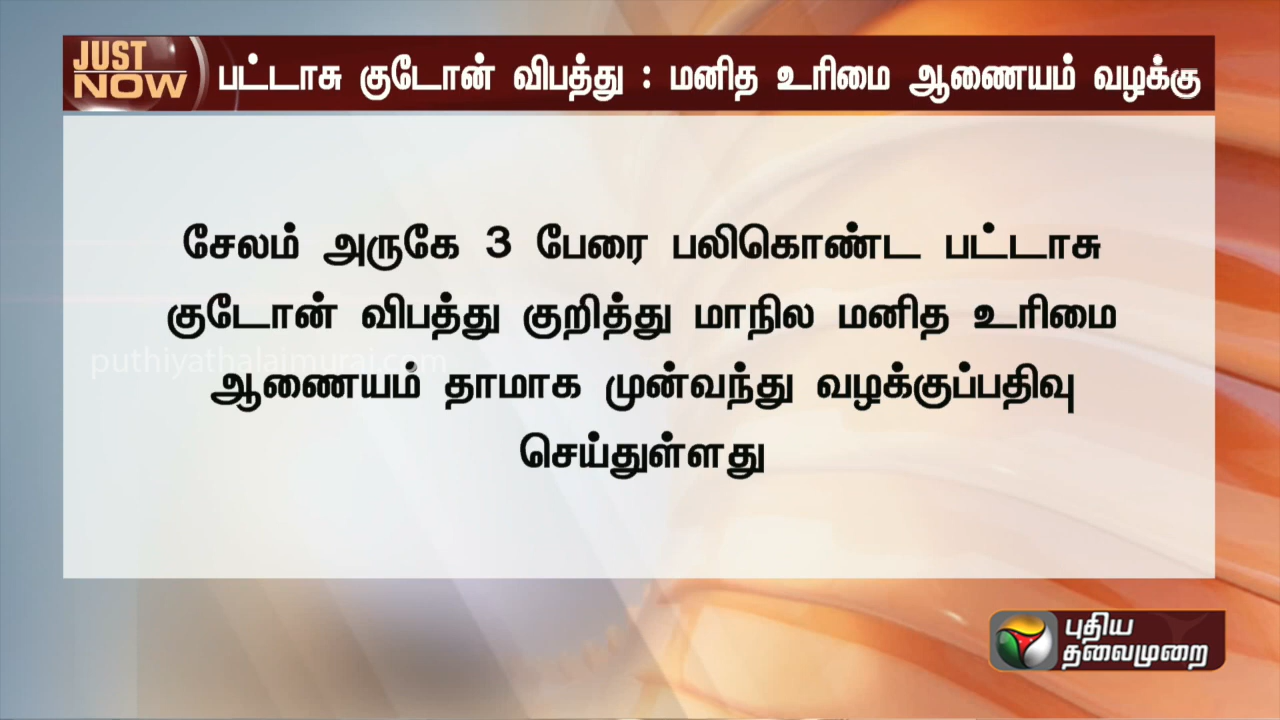 JUST
NOW
பட்டாசு குடோன் விபத்து : மனித உரிமை ஆணையம் வழக்கு
சேலம் அருகே 3 பேரை பலிகொண்ட பட்டாசு
குடோன் விபத்து குறித்து மாநில மனித உரிமை
puthiyathalaimurai.com
ஆணையம் தாமாக முன்வந்து வழக்குப்பதிவு
செய்துள்ளது
புதிய
தலைமுறை